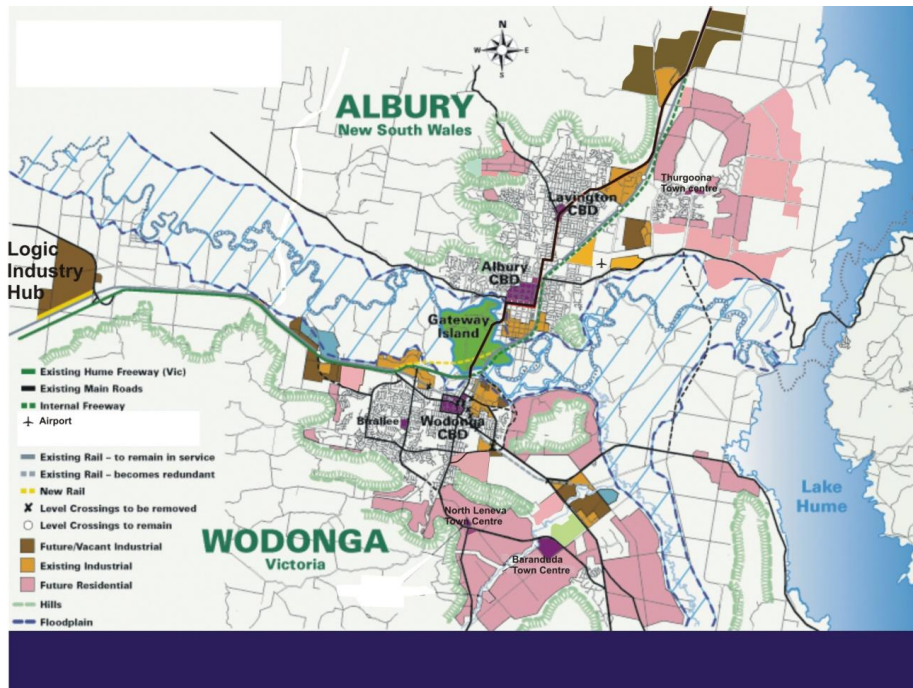 N
W
E
S
ALBURY
New South Wales
Thurgoona
Town centre
Lavington
CBD
Logic
Industry
Hub
Albury
CBD
Gateway
Island
Existing Hume Freeway (Vic)
Existing Main Roads
Internal Freeway
Airport
Birallee
Wodonga
CBD
Existing Rail – to remain in service
Existing Rail – becomes redundant
New Rail
Level Crossings to be removed
Level Crossings to remain
Future/Vacant Industrial
Existing Industrial
Future Residential
Hills
Floodplain
Lake
Hume
North Leneva
Town Centre
WODONGA
Victoria
Baranduda
Town Centre